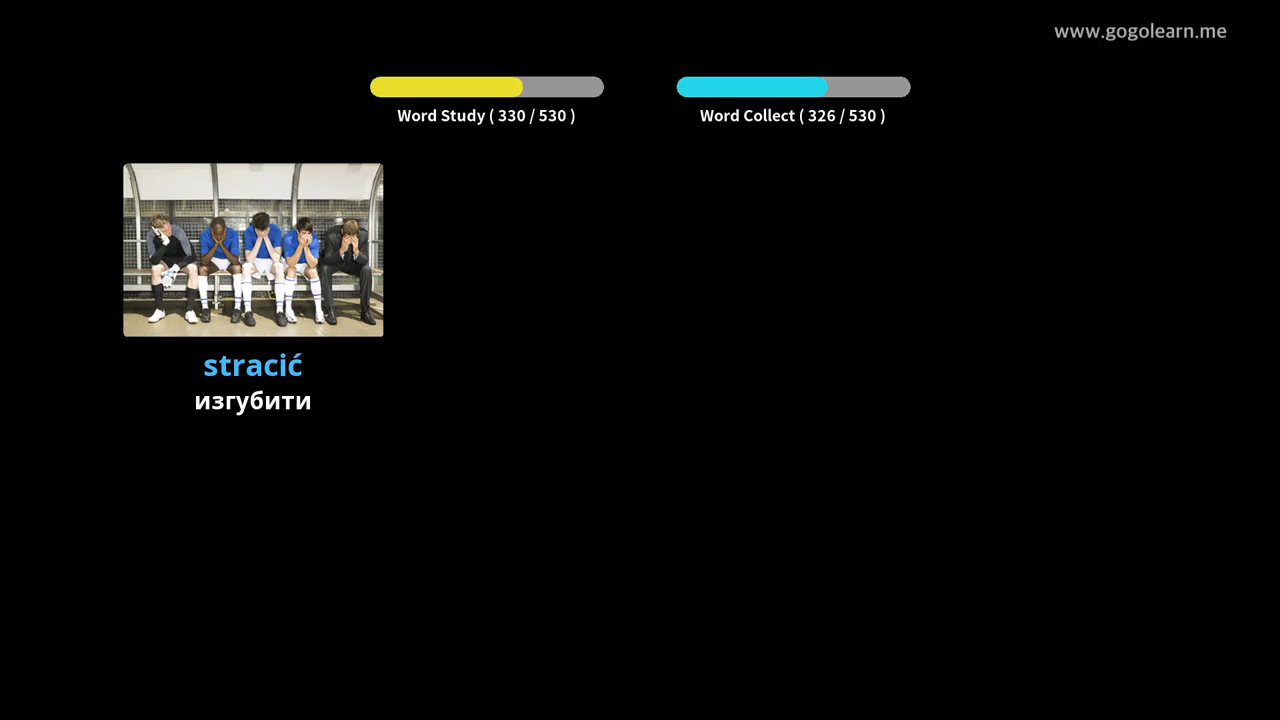 www.gogolearn.me
Word Study ( 330 / 530 )
Word Collect ( 326 / 530 )
stracić
изгубити